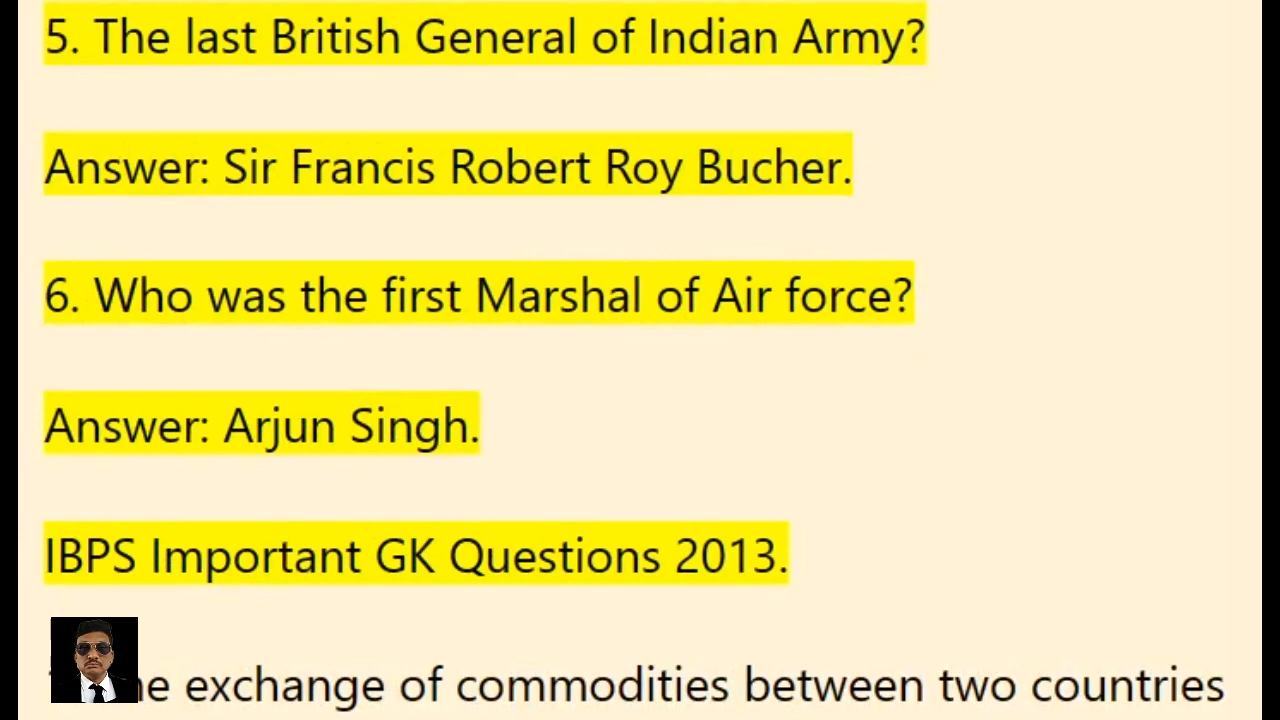 5. The last British General of Indian Army?
Answer: Sir Francis Robert Roy Bucher.
6. Who was the first Marshal of Air force?
Answer: Arjun Singh.
IBPS Important GK Questions 2013.
exchange of commodities between two countries